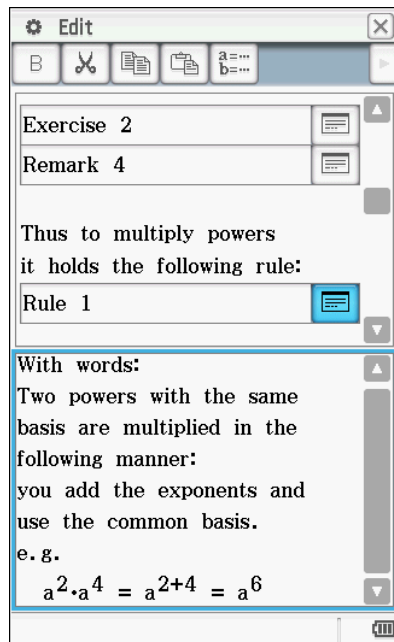 Edit
B
a=…
b=…
Exercise 2
Remark 4
Thus to multiply powers
it holds the following rule:
Rule 1
With words:
Two powers with the same
basis are multiplied in the
following manner:
you add the exponents and
use the common basis.
e.g.
a²·a⁴ = a²⁺⁴ = a⁶